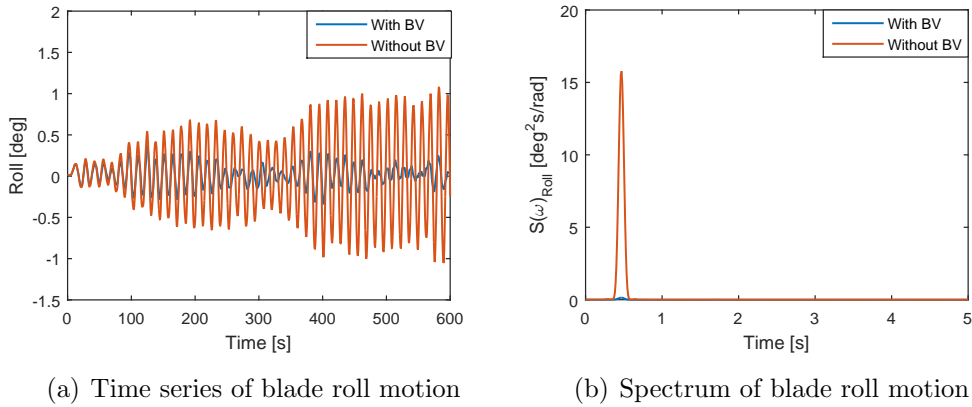 2
1.5
1
0.5
0
-0.5
-1
-1.5
Roll [deg]
With BV
Without BV
0 100 200 300 400 500 600
Time [s]
(a) Time series of blade roll motion
20
15
10
5
0
S(ω)Roll [deg²s/rad]
With BV
Without BV
0 1 2 3 4 5
Time [s]
(b) Spectrum of blade roll motion